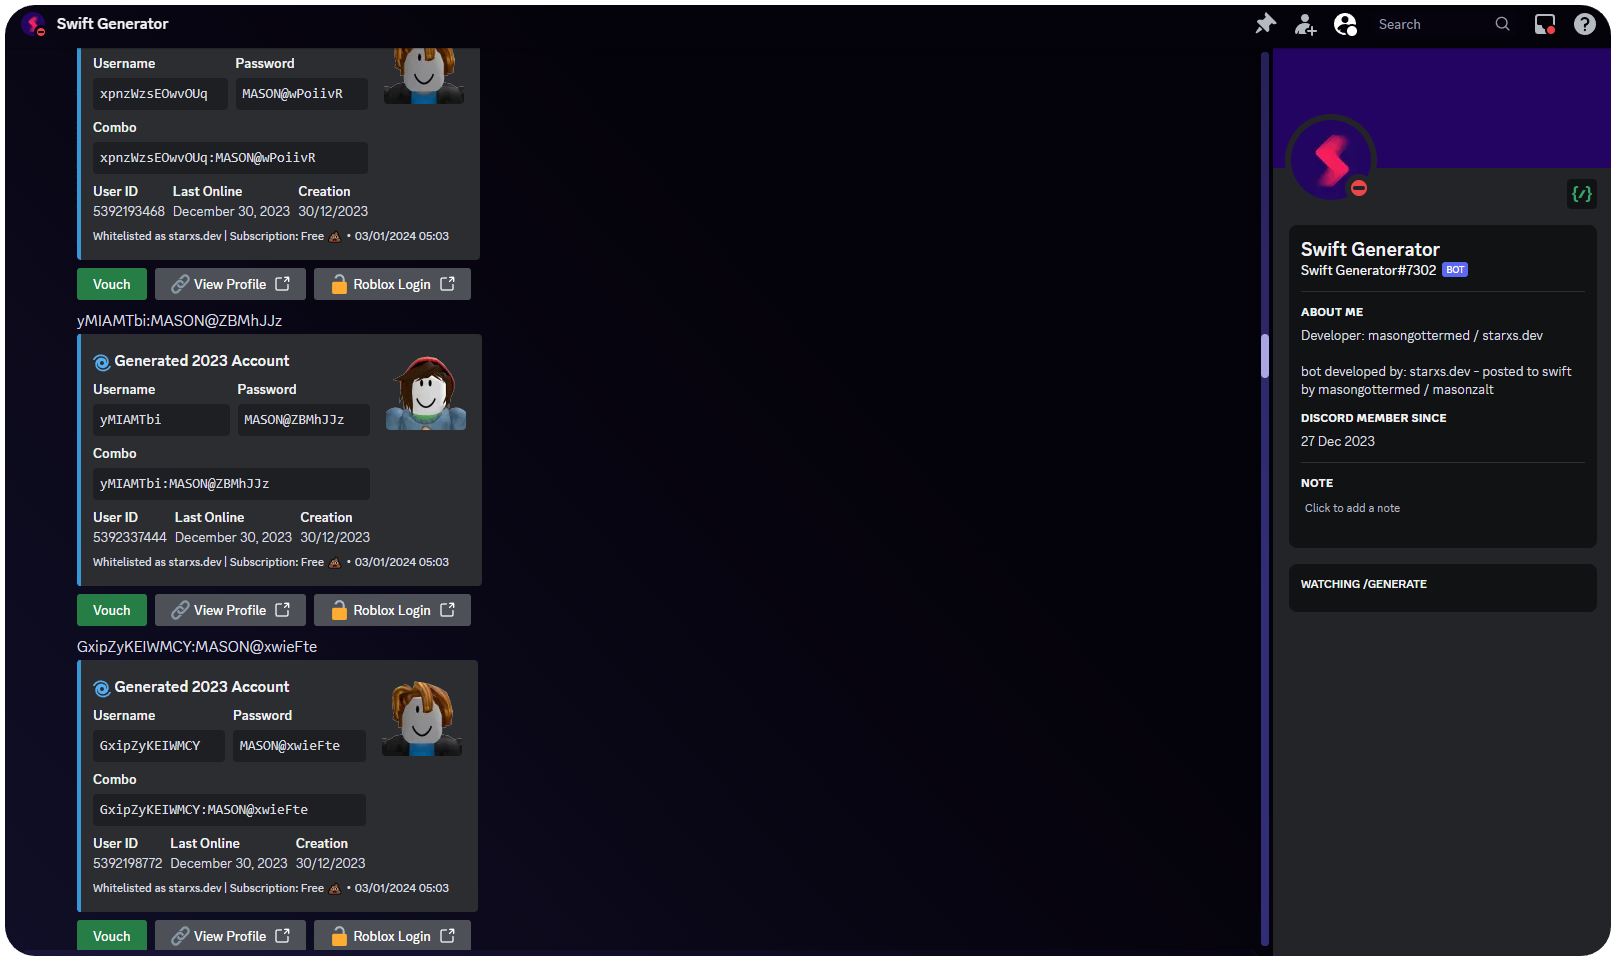 Swift Generator
Search
Username Password
xpnzWzsEOwvOUq MASON@wPoiivR
Combo
xpnzWzsEOwvOUq:MASON@wPoiivR
User ID Last Online Creation
5392193468 December 30, 2023 30/12/2023
Whitelisted as starxs.dev | Subscription: Free • 03/01/2024 05:03
Vouch View Profile Roblox Login
yMIAMTbi:MASON@ZBMhJJz
Generated 2023 Account
Username Password
yMIAMTbi MASON@ZBMhJJz
Combo
yMIAMTbi:MASON@ZBMhJJz
User ID Last Online Creation
5392337444 December 30, 2023 30/12/2023
Whitelisted as starxs.dev | Subscription: Free • 03/01/2024 05:03
Vouch View Profile Roblox Login
GxipZyKEIWMCY:MASON@xwieFte
Generated 2023 Account
Username Password
GxipZyKEIWMCY MASON@xwieFte
Combo
GxipZyKEIWMCY:MASON@xwieFte
User ID Last Online Creation
5392198772 December 30, 2023 30/12/2023
Whitelisted as starxs.dev | Subscription: Free • 03/01/2024 05:03
Vouch View Profile Roblox Login
{/}
Swift Generator
Swift Generator#7302 BOT
ABOUT ME
Developer: masongottermed / starxs.dev
bot developed by: starxs.dev - posted to swift
by masongottermed / masonzalt
DISCORD MEMBER SINCE
27 Dec 2023
NOTE
Click to add a note
WATCHING /GENERATE